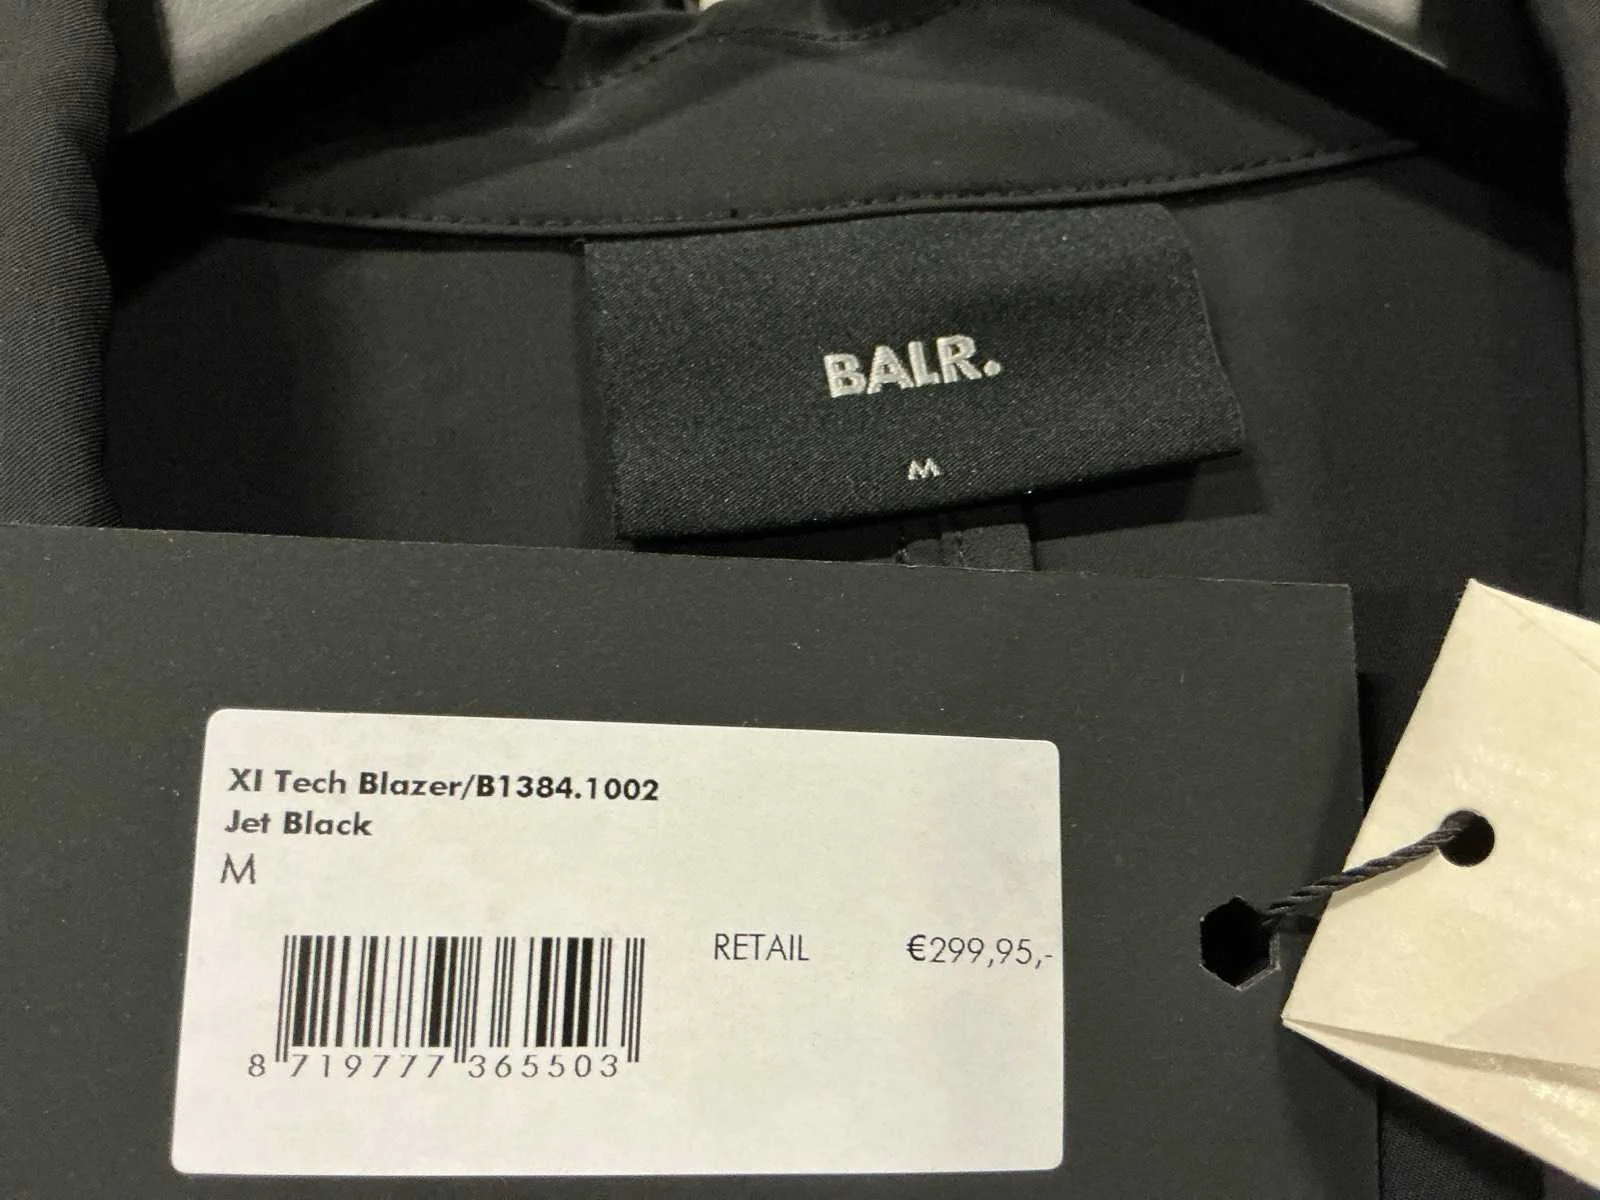 BALR.
M
XI Tech Blazer/B1384.1002
Jet Black
M
RETAIL €299,95,-
8 719777 365503